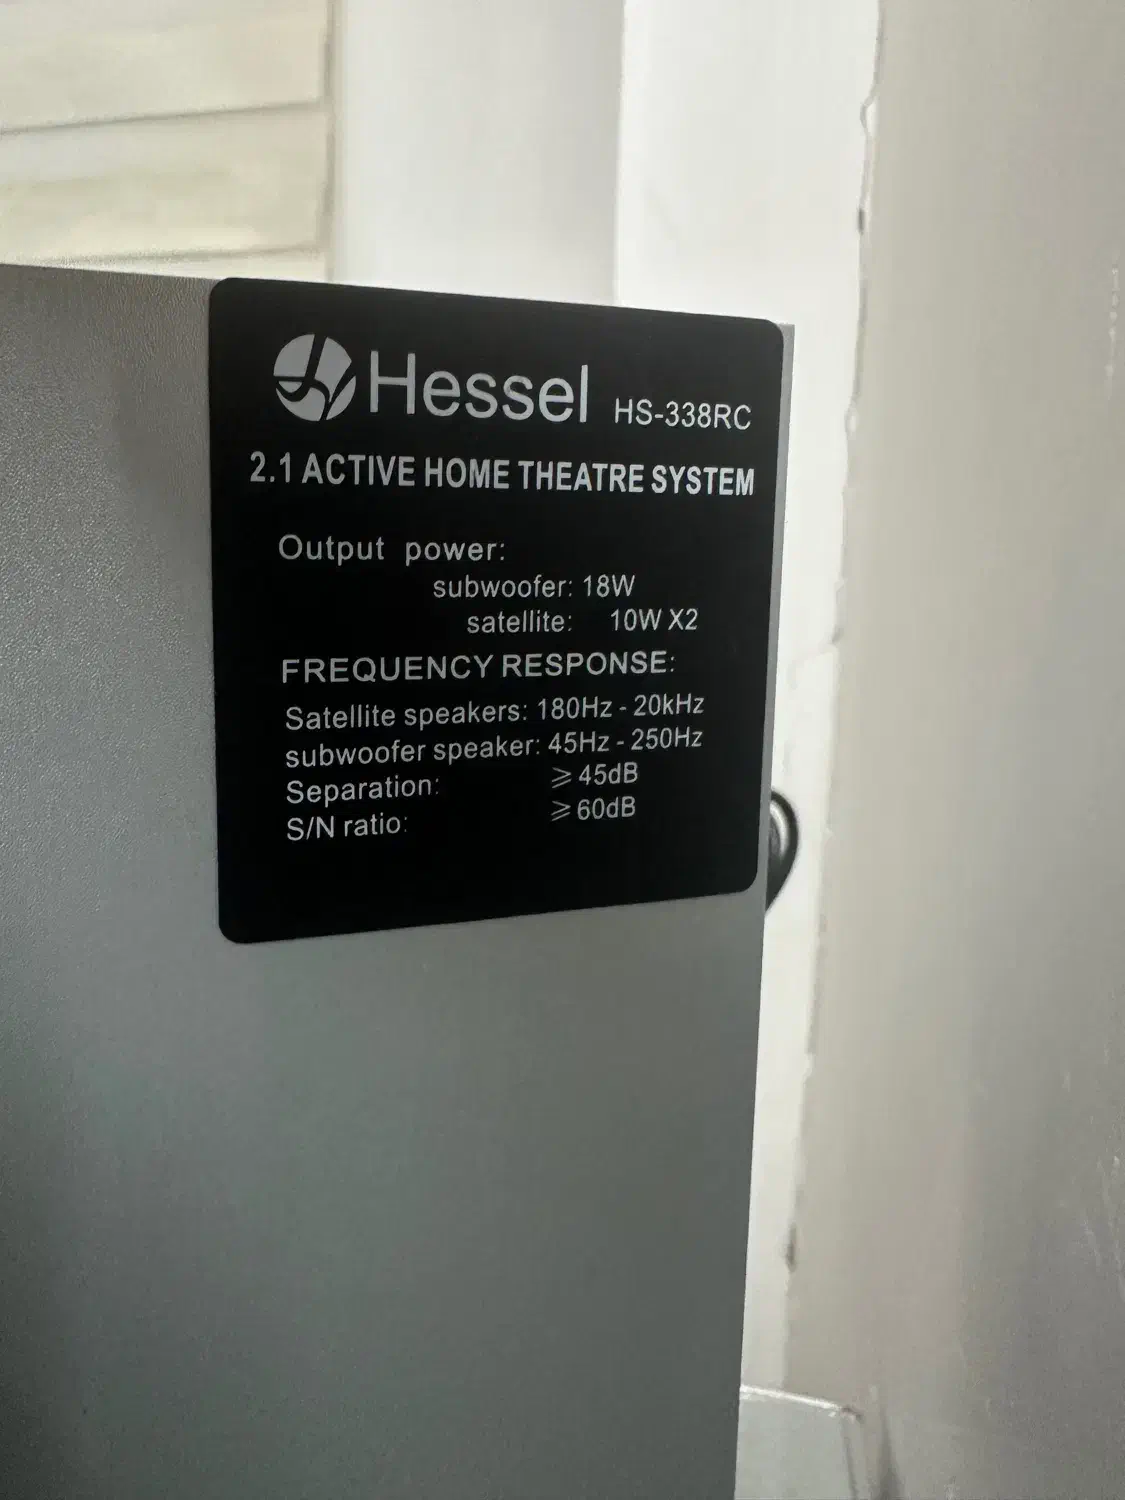 Hessel HS-338RC
2.1 ACTIVE HOME THEATRE SYSTEM
Output power:
subwoofer: 18W
satellite: 10W X2
FREQUENCY RESPONSE:
Satellite speakers: 180Hz - 20kHz
subwoofer speaker: 45Hz - 250Hz
Separation: ⩾ 45dB
S/N ratio: ⩾ 60dB